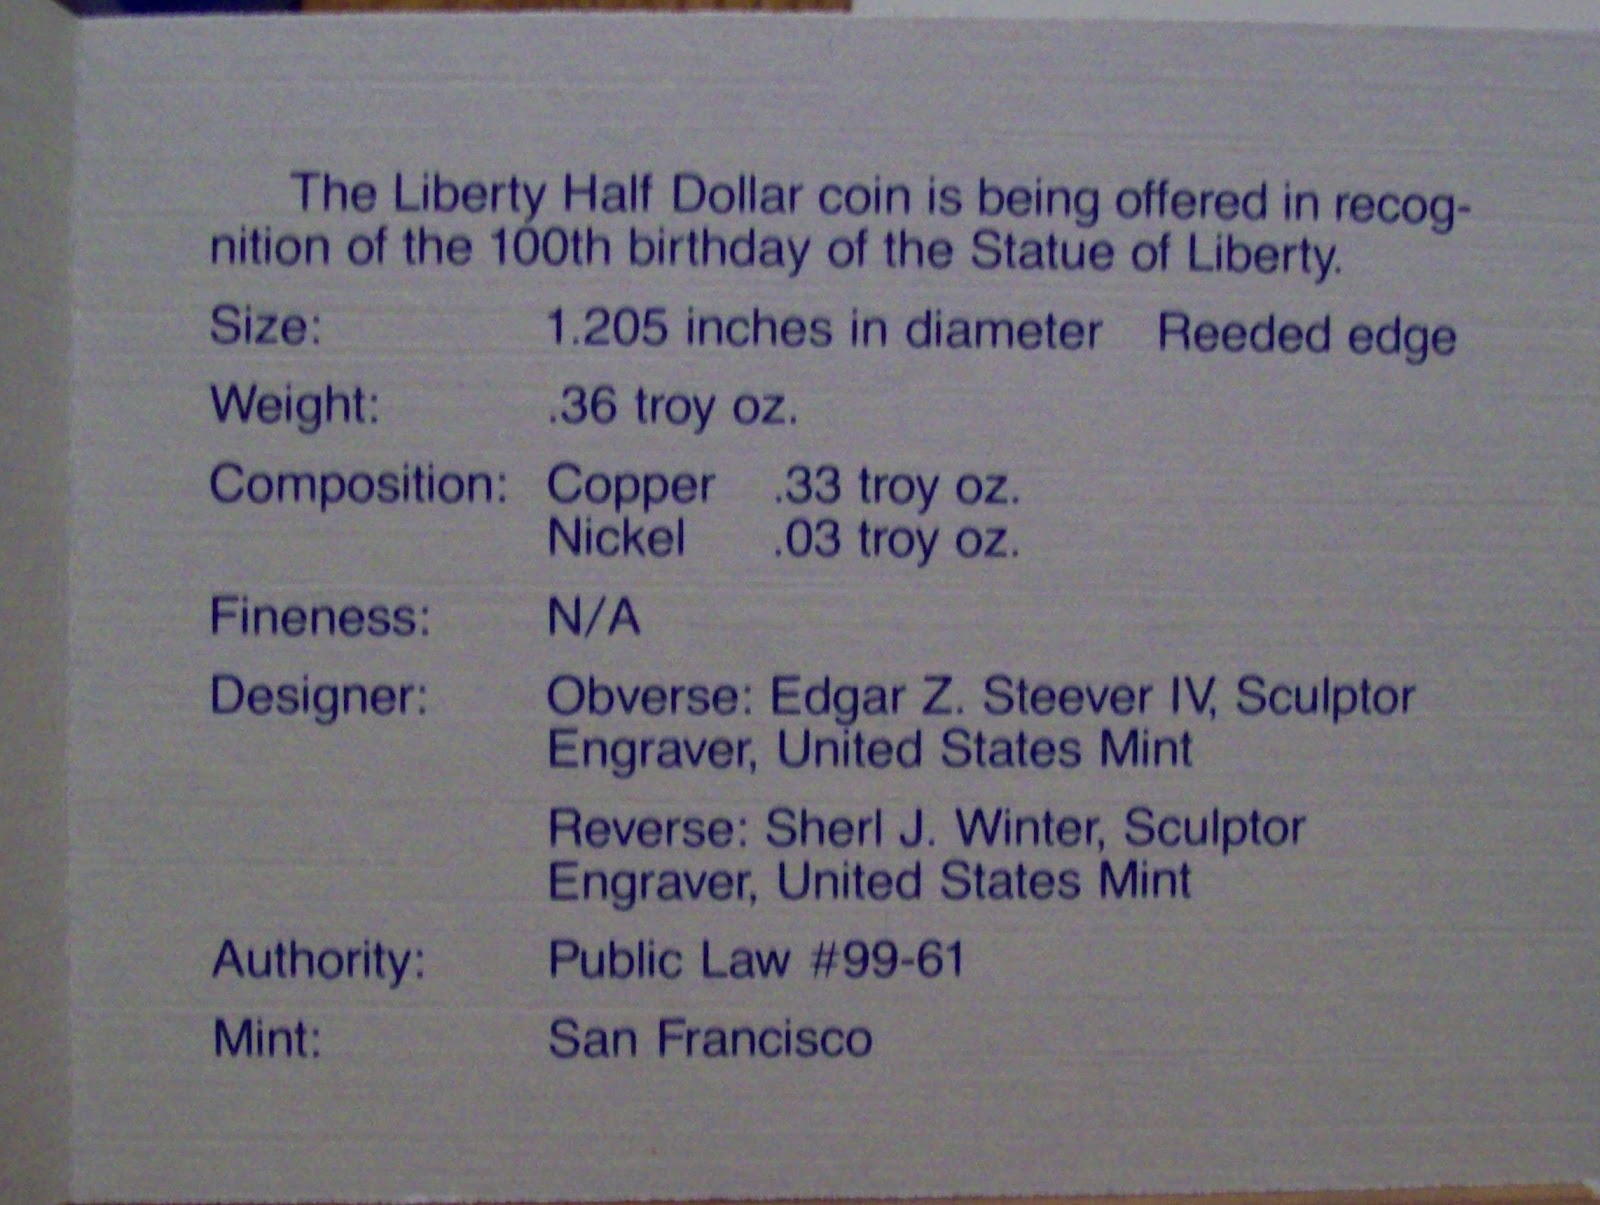 The Liberty Half Dollar coin is being offered in recog-
nition of the 100th birthday of the Statue of Liberty.
Size: 1.205 inches in diameter Reeded edge
Weight: .36 troy oz.
Composition: Copper .33 troy oz.
Nickel .03 troy oz.
Fineness: N/A
Designer: Obverse: Edgar Z. Steever IV, Sculptor
Engraver, United States Mint
Reverse: Sherl J. Winter, Sculptor
Engraver, United States Mint
Authority: Public Law #99-61
Mint: San Francisco